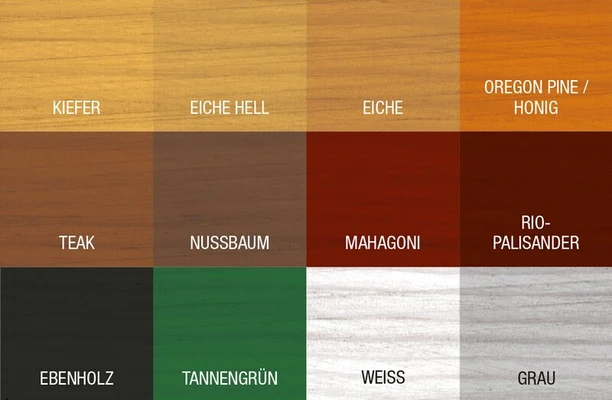 KIEFER
EICHE HELL
EICHE
OREGON PINE /
HONIG
TEAK
NUSSBAUM
MAHAGONI
RIO-
PALISANDER
EBENHOLZ
TANNENGRÜN
WEISS
GRAU